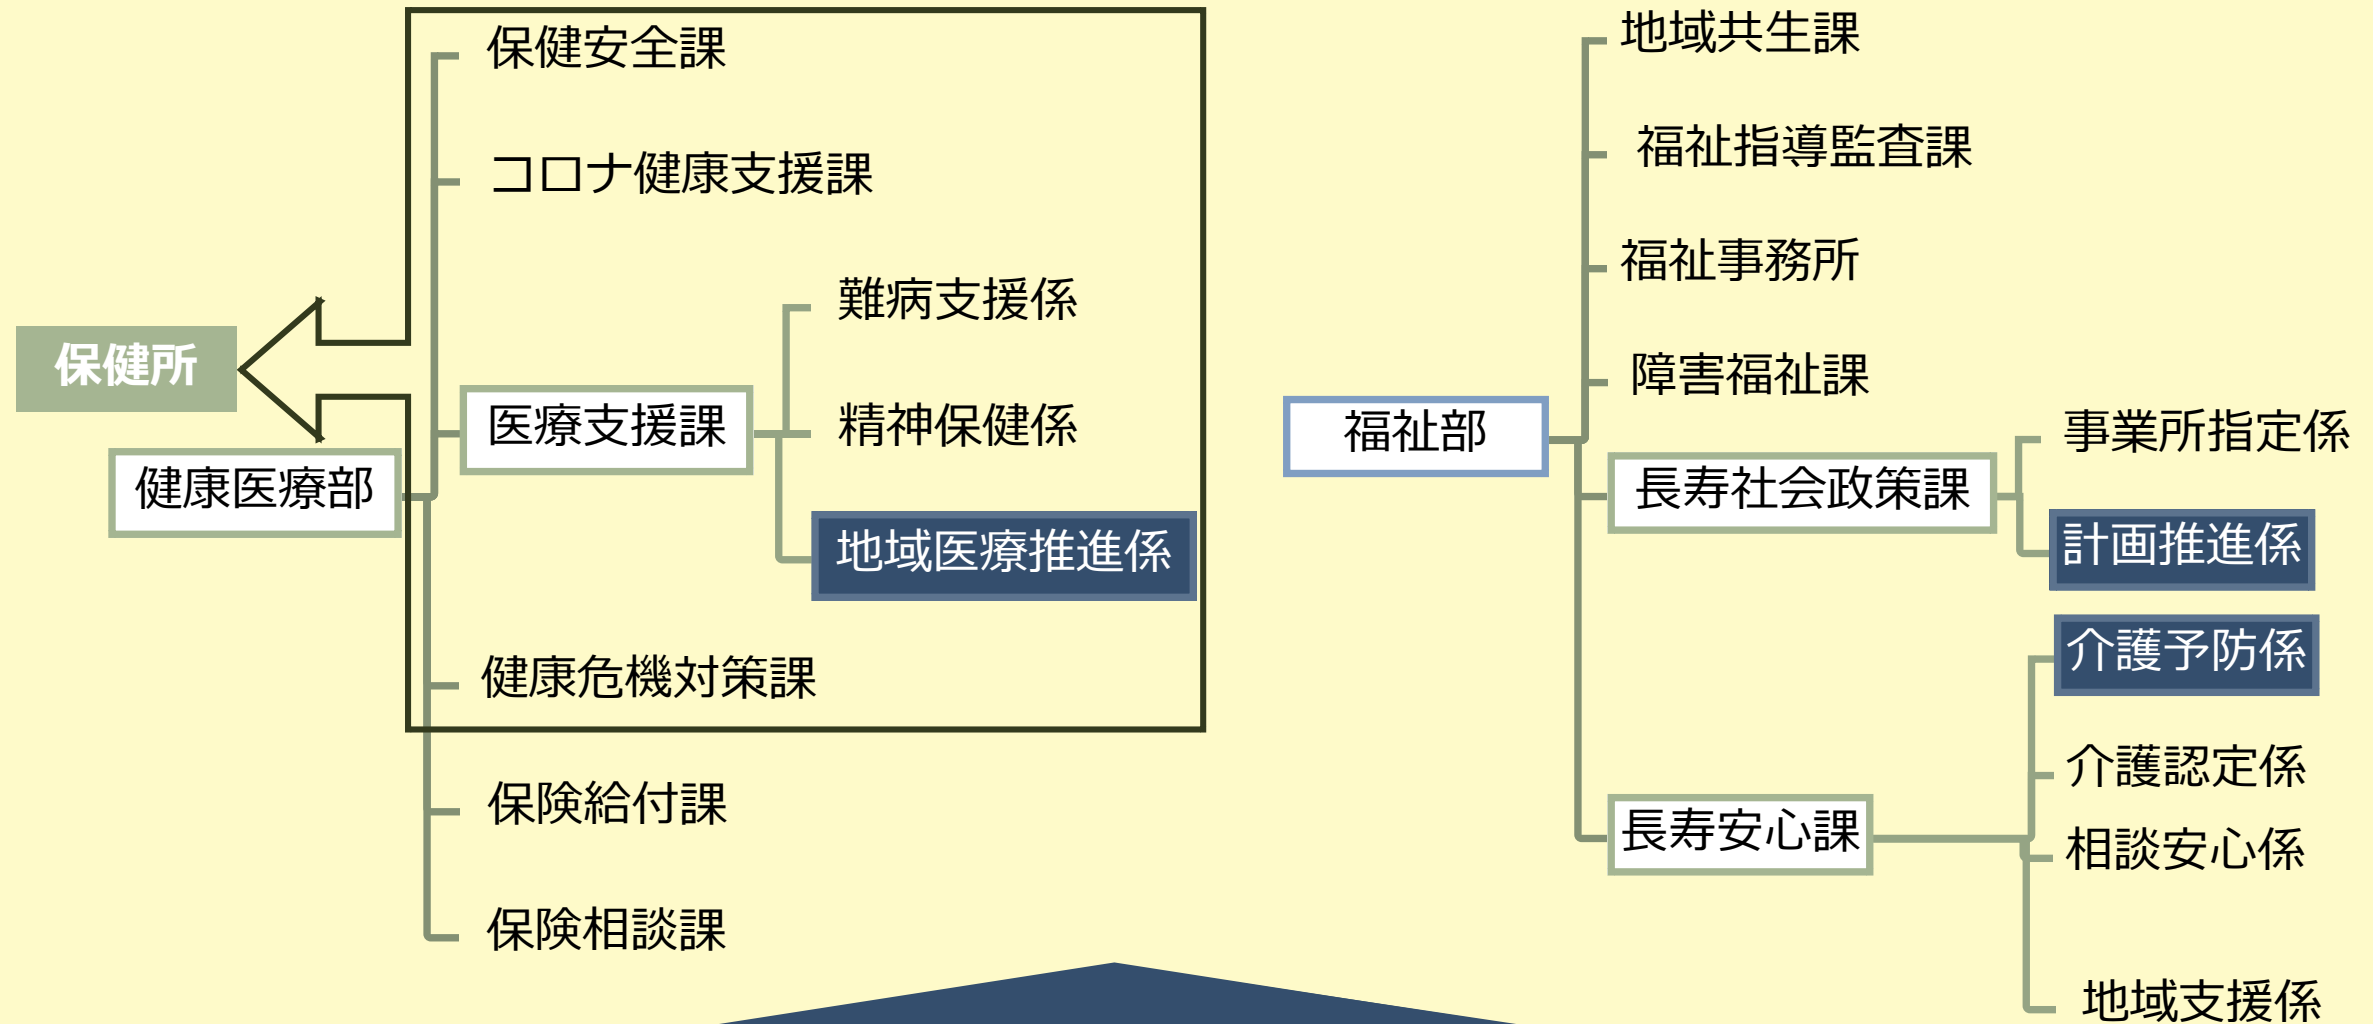 保健安全課
コロナ健康支援課
難病支援係
保健所
医療支援課
精神保健係
健康医療部
地域医療推進係
健康危機対策課
保険給付課
保険相談課
地域共生課
福祉指導監査課
福祉事務所
障害福祉課
福祉部
事業所指定係
長寿社会政策課
計画推進係
介護予防係
介護認定係
長寿安心課
相談安心係
地域支援係